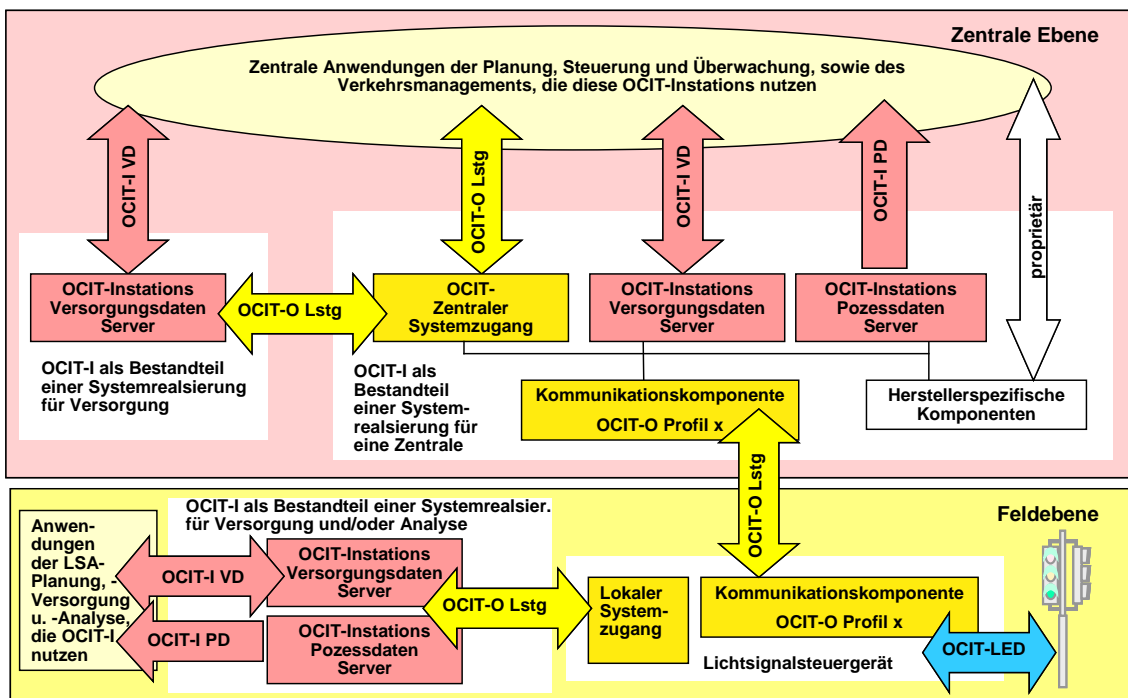 Zentrale Ebene
Zentrale Anwendungen der Planung, Steuerung und Überwachung, sowie des
Verkehrsmanagements, die diese OCIT-Instations nutzen
OCIT-I VD
OCIT-O Lstg
OCIT-I VD
OCIT-I PD
proprietär
OCIT-Instations
Versorgungsdaten
Server
OCIT-O Lstg
OCIT-
Zentraler
Systemzugang
OCIT-Instations
Versorgungsdaten
Server
OCIT-Instations
Pozessdaten
Server
OCIT-I als Bestandteil
einer Systemrealsierung
für Versorgung
OCIT-I als
Bestandteil
einer System-
realsierung für
eine Zentrale
Kommunikationskomponente
OCIT-O Profil x
Herstellerspezifische
Komponenten
OCIT-O Lstg
Feldebene
OCIT-I als Bestandteil einer Systemrealsier.
für Versorgung und/oder Analyse
Anwen-
dungen
der LSA-
Planung, -
Versorgung
u. -Analyse,
die OCIT-I
nutzen
OCIT-I VD
OCIT-I PD
OCIT-Instations
Versorgungsdaten
Server
OCIT-Instations
Pozessdaten
Server
OCIT-O Lstg
Lokaler
System-
zugang
Kommunikationskomponente
OCIT-O Profil x
Lichtsignalsteuergerät
OCIT-LED